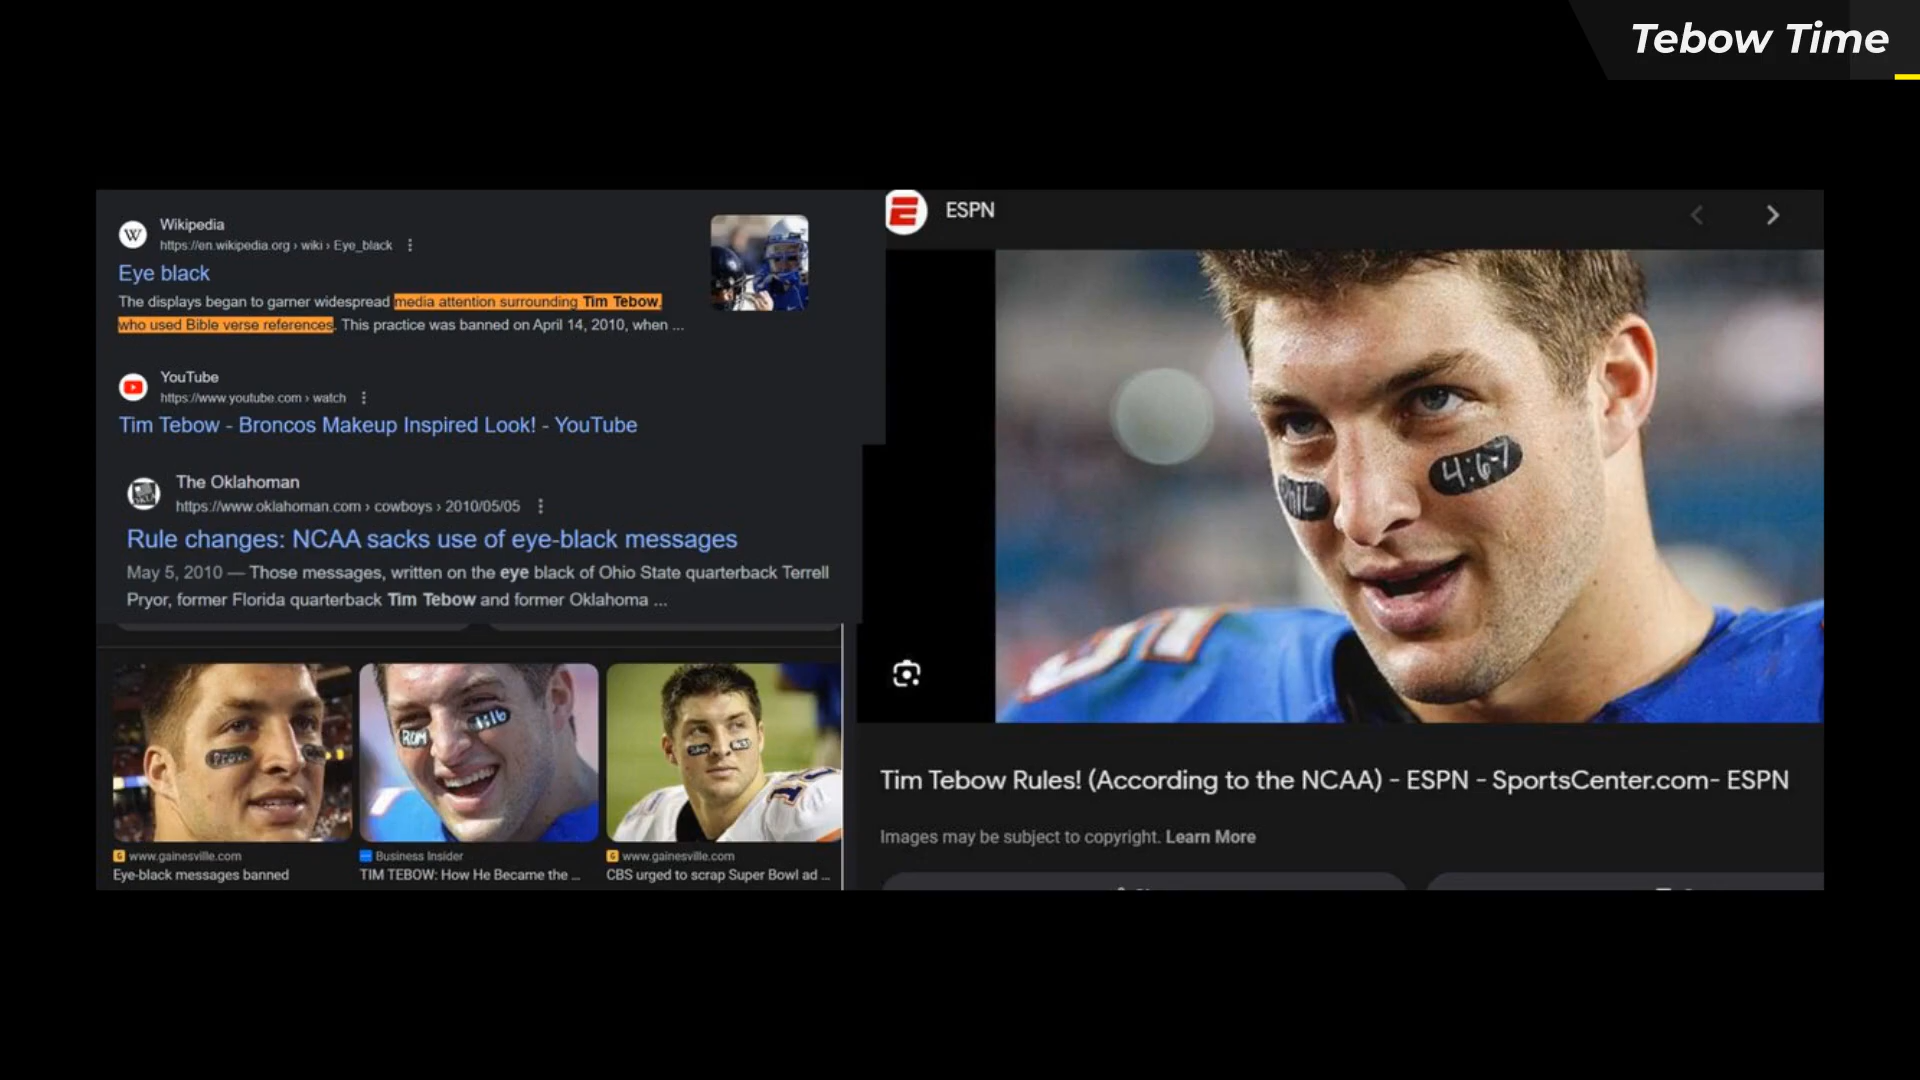 Tebow Time
Wikipedia
https://en.wikipedia.org › wiki › Eye_black
Eye black
The displays began to garner widespread media attention surrounding Tim Tebow,
who used Bible verse references. This practice was banned on April 14, 2010, when ...
YouTube
https://www.youtube.com › watch
Tim Tebow - Broncos Makeup Inspired Look! - YouTube
The Oklahoman
https://www.oklahoman.com › cowboys › 2010/05/05
Rule changes: NCAA sacks use of eye-black messages
May 5, 2010 — Those messages, written on the eye black of Ohio State quarterback Terrell
Pryor, former Florida quarterback Tim Tebow and former Oklahoma ...
ROM 1:16
www.gainesville.com
Eye-black messages banned
Business Insider
TIM TEBOW: How He Became the ...
www.gainesville.com
CBS urged to scrap Super Bowl ad ...
ESPN
PHIL 4:6-7
Tim Tebow Rules! (According to the NCAA) - ESPN - SportsCenter.com- ESPN
Images may be subject to copyright. Learn More